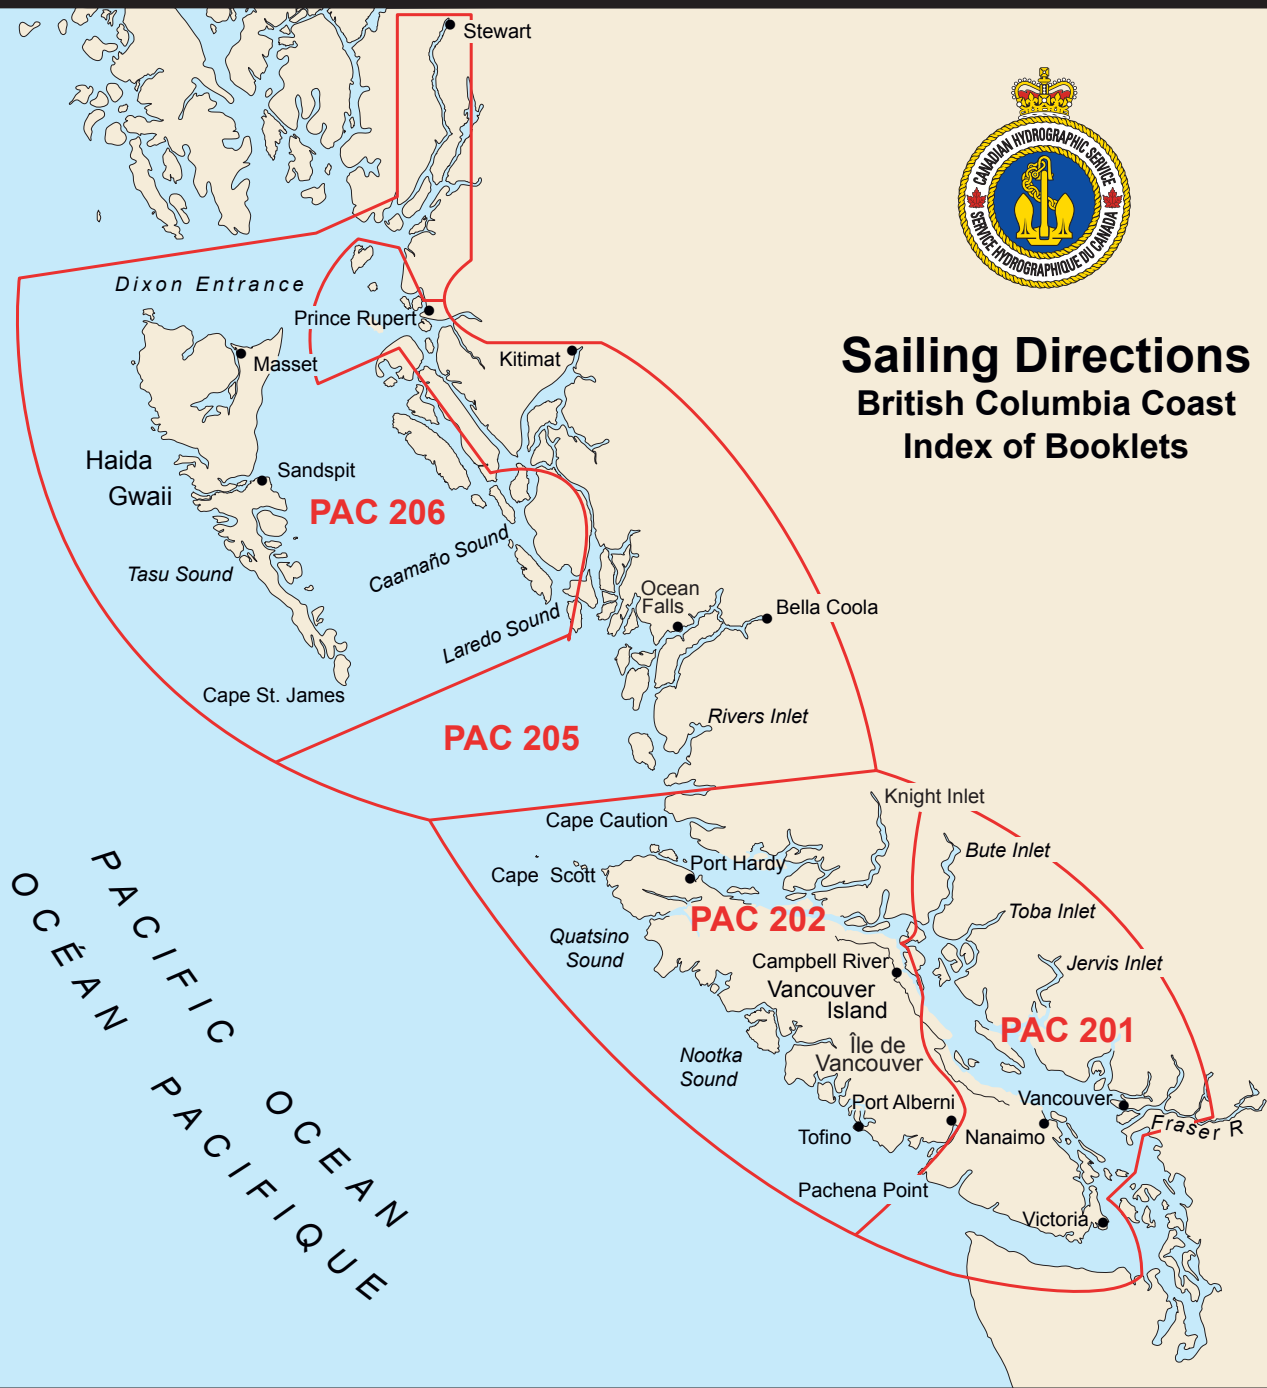 Stewart
CANADIAN HYDROGRAPHIC SERVICE
SERVICE HYDROGRAPHIQUE DU CANADA
Sailing Directions
British Columbia Coast
Index of Booklets
Dixon Entrance
Prince Rupert
Masset
Kitimat
Haida
Gwaii
Sandspit
PAC 206
Caamaño Sound
Tasu Sound
Laredo Sound
Ocean
Falls
Bella Coola
Cape St. James
Rivers Inlet
PAC 205
Knight Inlet
Cape Caution
Bute Inlet
Port Hardy
Cape Scott
PAC 202
Toba Inlet
Quatsino
Sound
Campbell River
Jervis Inlet
Vancouver
Island
PAC 201
Île de
Vancouver
Nootka
Sound
Port Alberni
Vancouver
Fraser R
Tofino
Nanaimo
Pachena Point
Victoria
PACIFIC OCEAN
OCÉAN PACIFIQUE